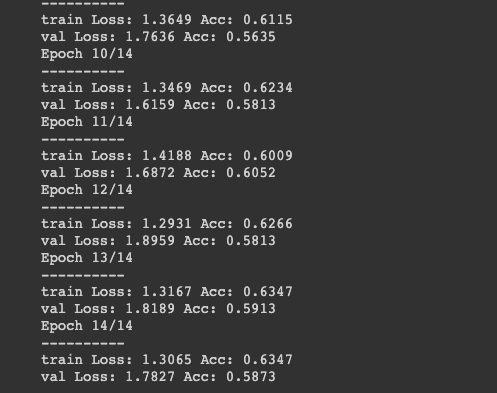 ----------
train Loss: 1.3649 Acc: 0.6115
val Loss: 1.7636 Acc: 0.5635
Epoch 10/14
----------
train Loss: 1.3469 Acc: 0.6234
val Loss: 1.6159 Acc: 0.5813
Epoch 11/14
----------
train Loss: 1.4188 Acc: 0.6009
val Loss: 1.6872 Acc: 0.6052
Epoch 12/14
----------
train Loss: 1.2931 Acc: 0.6266
val Loss: 1.8959 Acc: 0.5813
Epoch 13/14
----------
train Loss: 1.3167 Acc: 0.6347
val Loss: 1.8189 Acc: 0.5913
Epoch 14/14
----------
train Loss: 1.3065 Acc: 0.6347
val Loss: 1.7827 Acc: 0.5873